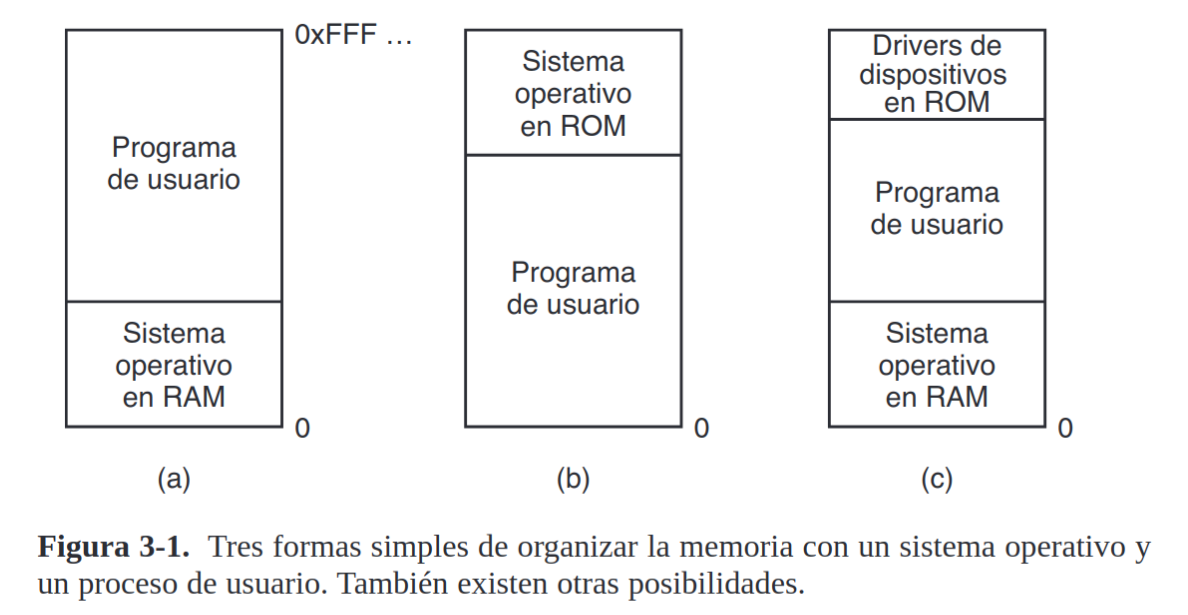 0xFFF …
Programa
de usuario
Sistema
operativo
en RAM
0
(a)
Sistema
operativo
en ROM
Programa
de usuario
0
(b)
Drivers de
dispositivos
en ROM
Programa
de usuario
Sistema
operativo
en RAM
0
(c)
Figura 3-1. Tres formas simples de organizar la memoria con un sistema operativo y
un proceso de usuario. También existen otras posibilidades.